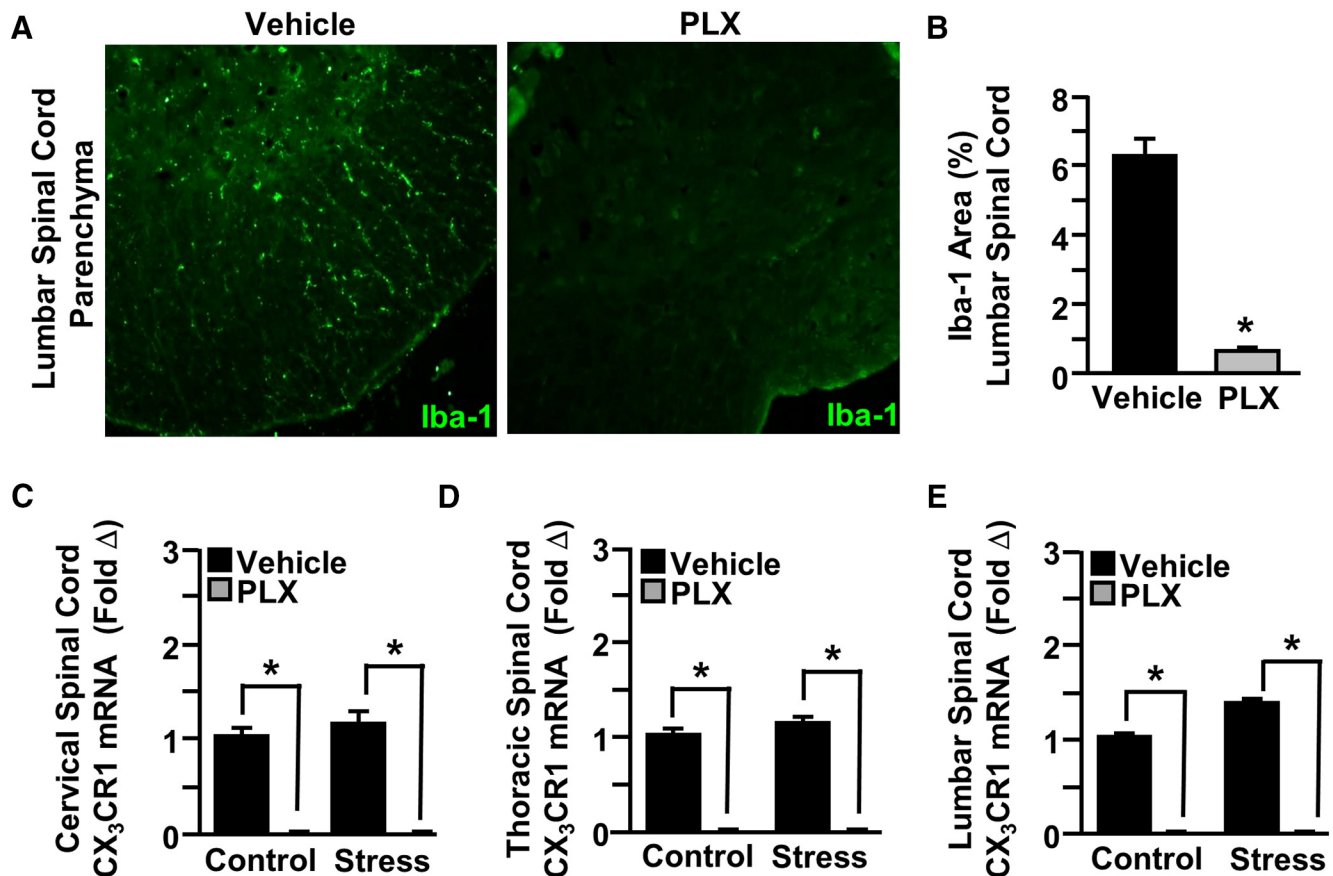 A
Vehicle
PLX
B
Lumbar Spinal Cord
Parenchyma
Iba-1
Iba-1
Iba-1 Area (%)
Lumbar Spinal Cord
8
6
4
2
0
*
Vehicle PLX
C
Cervical Spinal Cord
CX₃CR1 mRNA (Fold Δ)
3
2
1
0
Vehicle
PLX
*
*
Control Stress
D
Thoracic Spinal Cord
CX₃CR1 mRNA (Fold Δ)
3
2
1
0
Vehicle
PLX
*
*
Control Stress
E
Lumbar Spinal Cord
CX₃CR1 mRNA (Fold Δ)
3
2
1
0
Vehicle
PLX
*
*
Control Stress